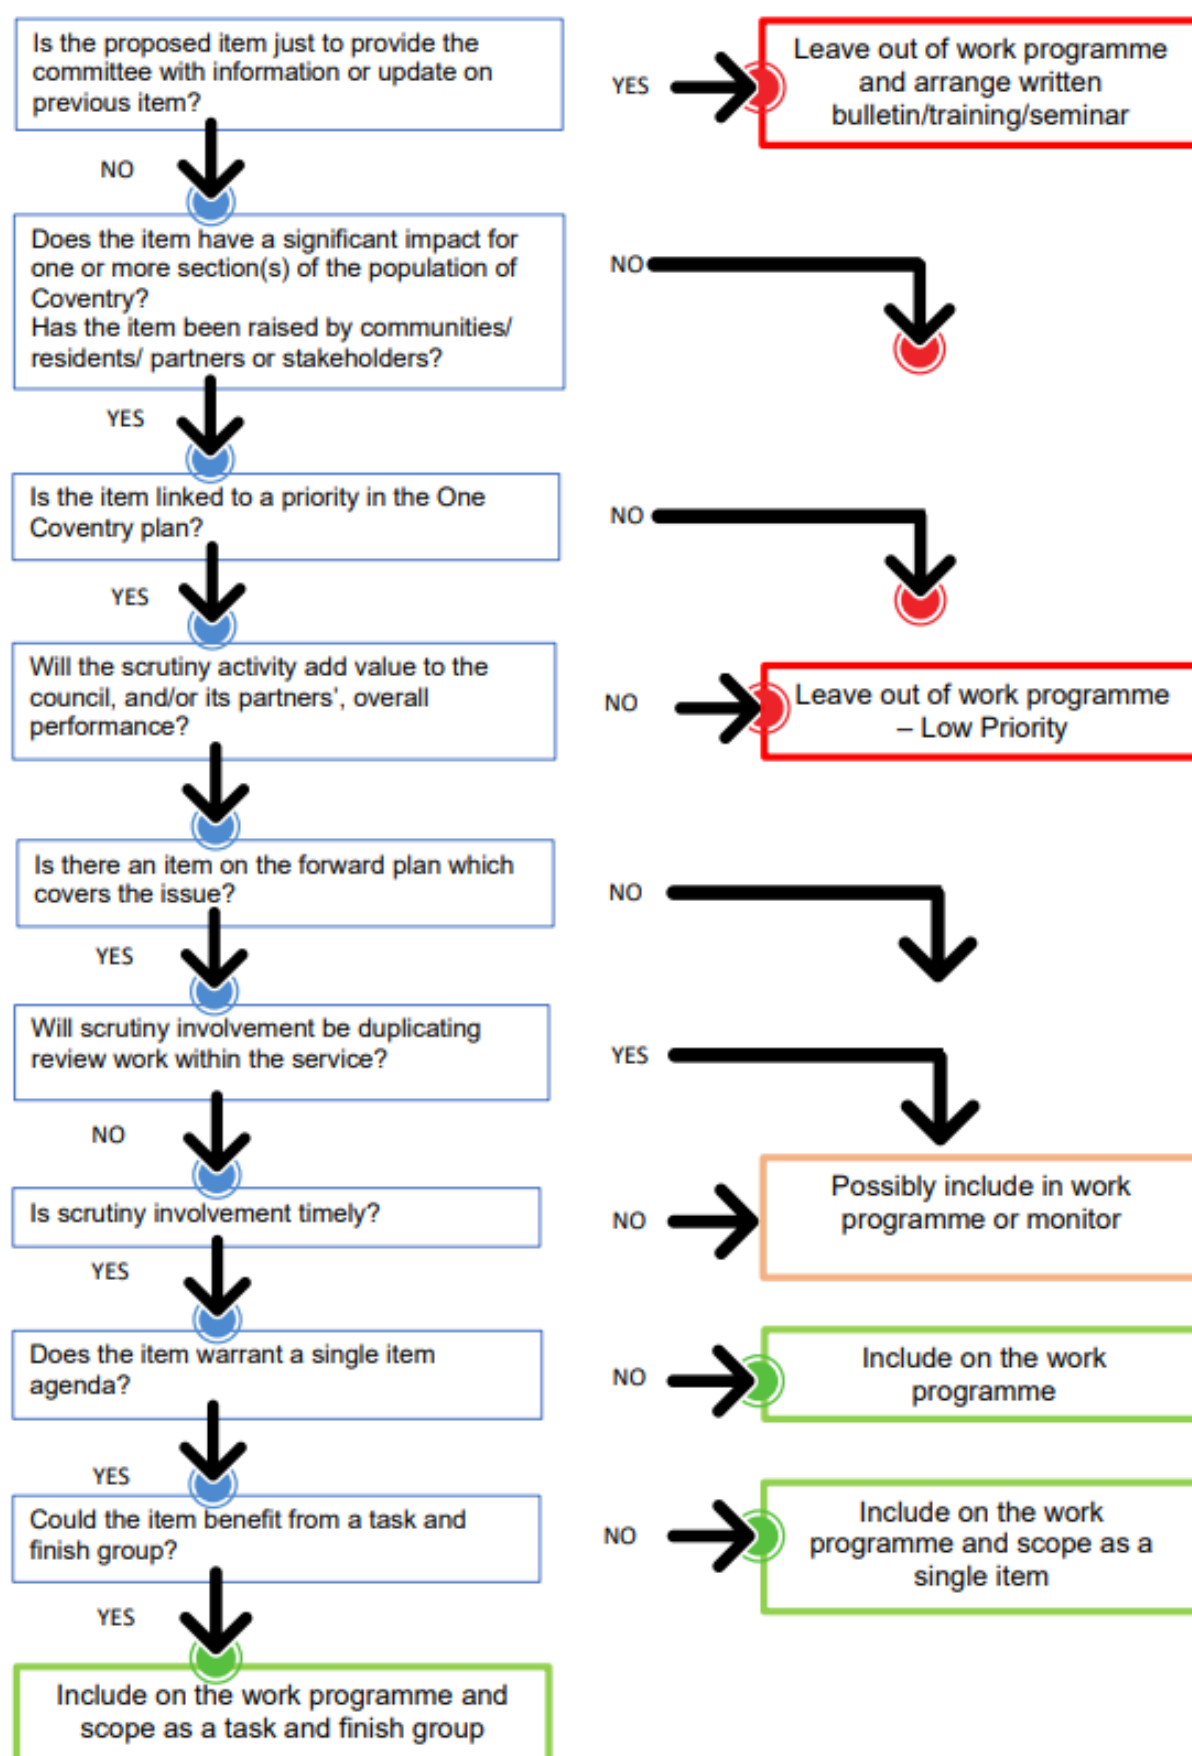 Is the proposed item just to provide the
committee with information or update on
previous item?
YES
Leave out of work programme
and arrange written
bulletin/training/seminar
NO
Does the item have a significant impact for
one or more section(s) of the population of
Coventry?
Has the item been raised by communities/
residents/ partners or stakeholders?
NO
YES
Is the item linked to a priority in the One
Coventry plan?
NO
YES
Will the scrutiny activity add value to the
council, and/or its partners', overall
performance?
NO
Leave out of work programme
– Low Priority
Is there an item on the forward plan which
covers the issue?
NO
YES
Will scrutiny involvement be duplicating
review work within the service?
YES
NO
Is scrutiny involvement timely?
NO
Possibly include in work
programme or monitor
YES
Does the item warrant a single item
agenda?
NO
Include on the work
programme
YES
Could the item benefit from a task and
finish group?
NO
Include on the work
programme and scope as a
single item
YES
Include on the work programme and
scope as a task and finish group